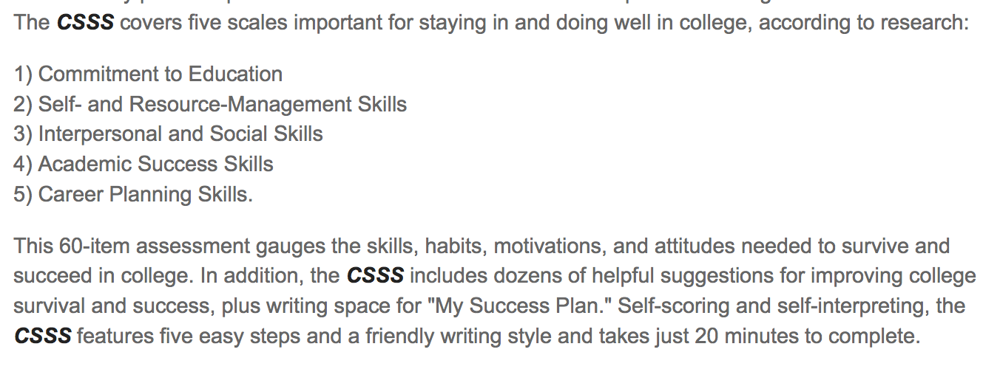 The CSSS covers five scales important for staying in and doing well in college, according to research:
1) Commitment to Education
2) Self- and Resource-Management Skills
3) Interpersonal and Social Skills
4) Academic Success Skills
5) Career Planning Skills.
This 60-item assessment gauges the skills, habits, motivations, and attitudes needed to survive and
succeed in college. In addition, the CSSS includes dozens of helpful suggestions for improving college
survival and success, plus writing space for "My Success Plan." Self-scoring and self-interpreting, the
CSSS features five easy steps and a friendly writing style and takes just 20 minutes to complete.